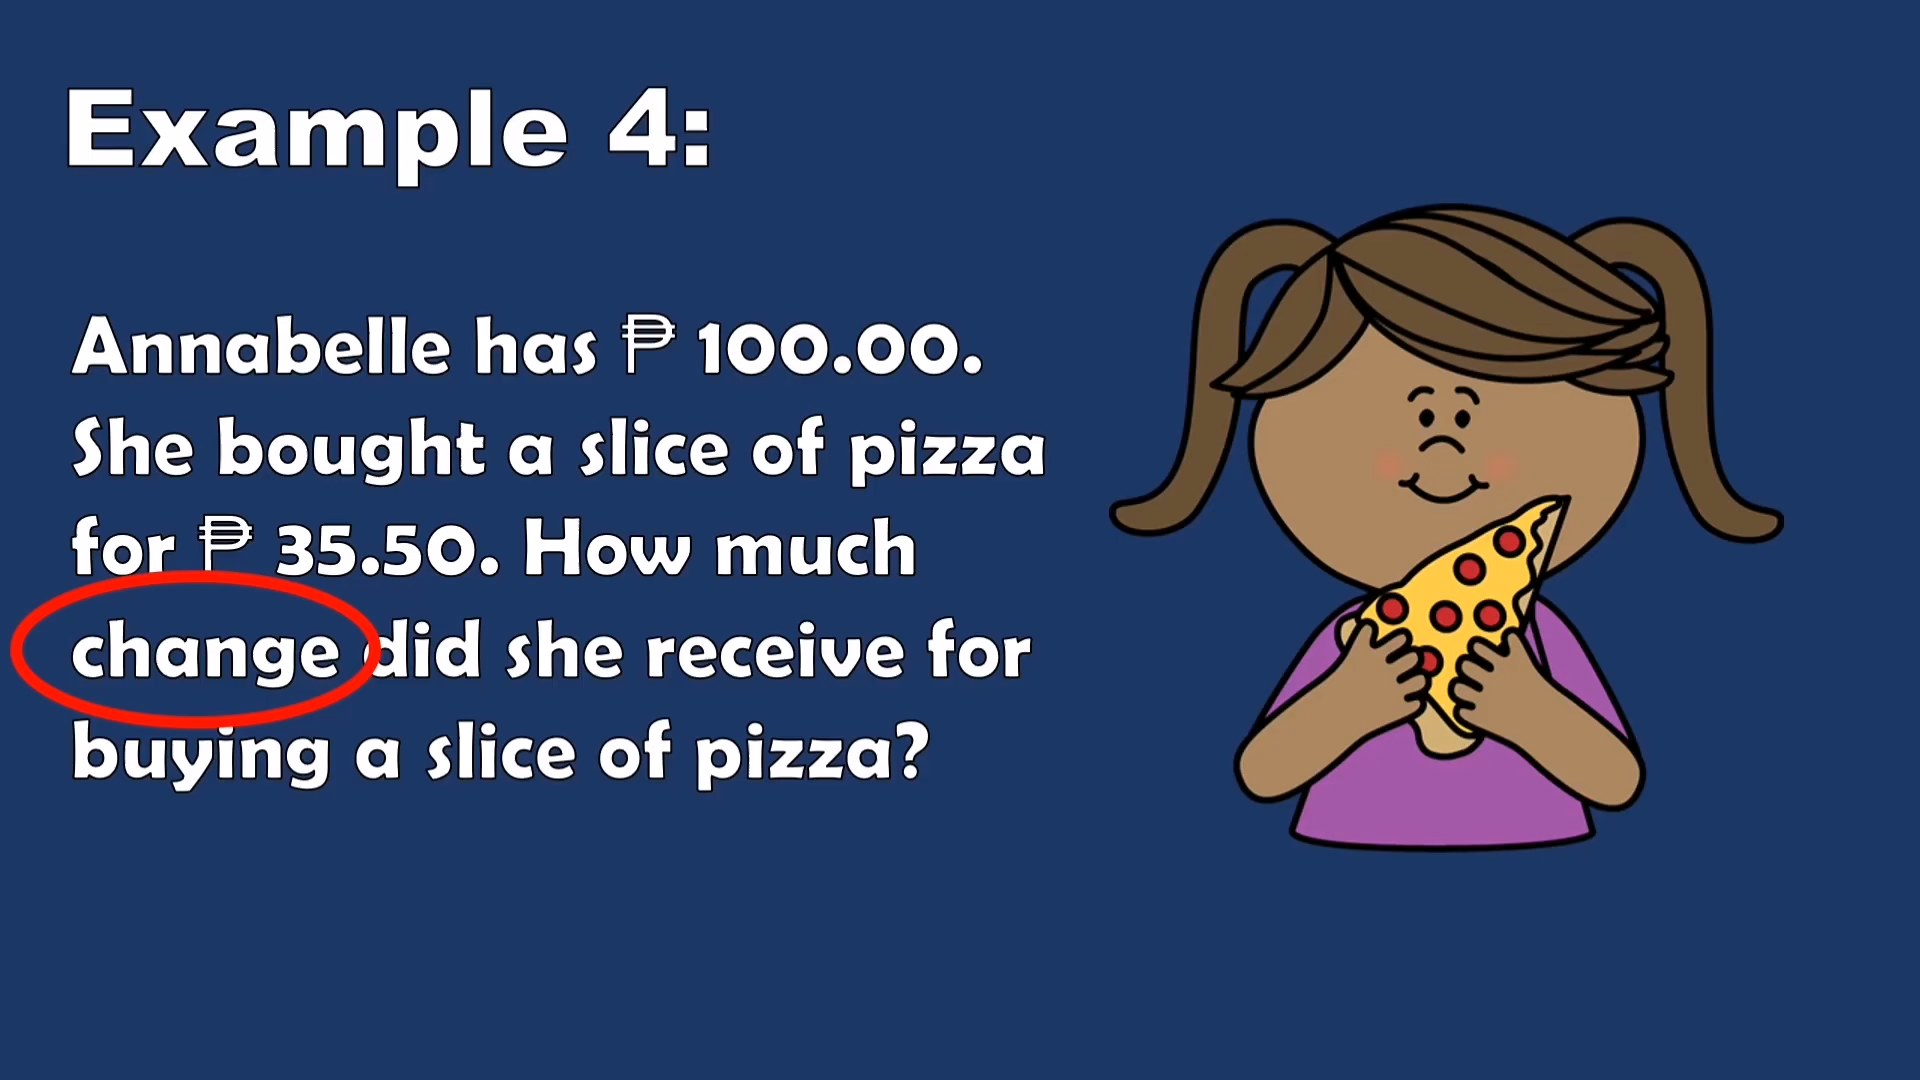 Example 4:
Annabelle has ₱ 100.00.
She bought a slice of pizza
for ₱ 35.50. How much
change did she receive for
buying a slice of pizza?